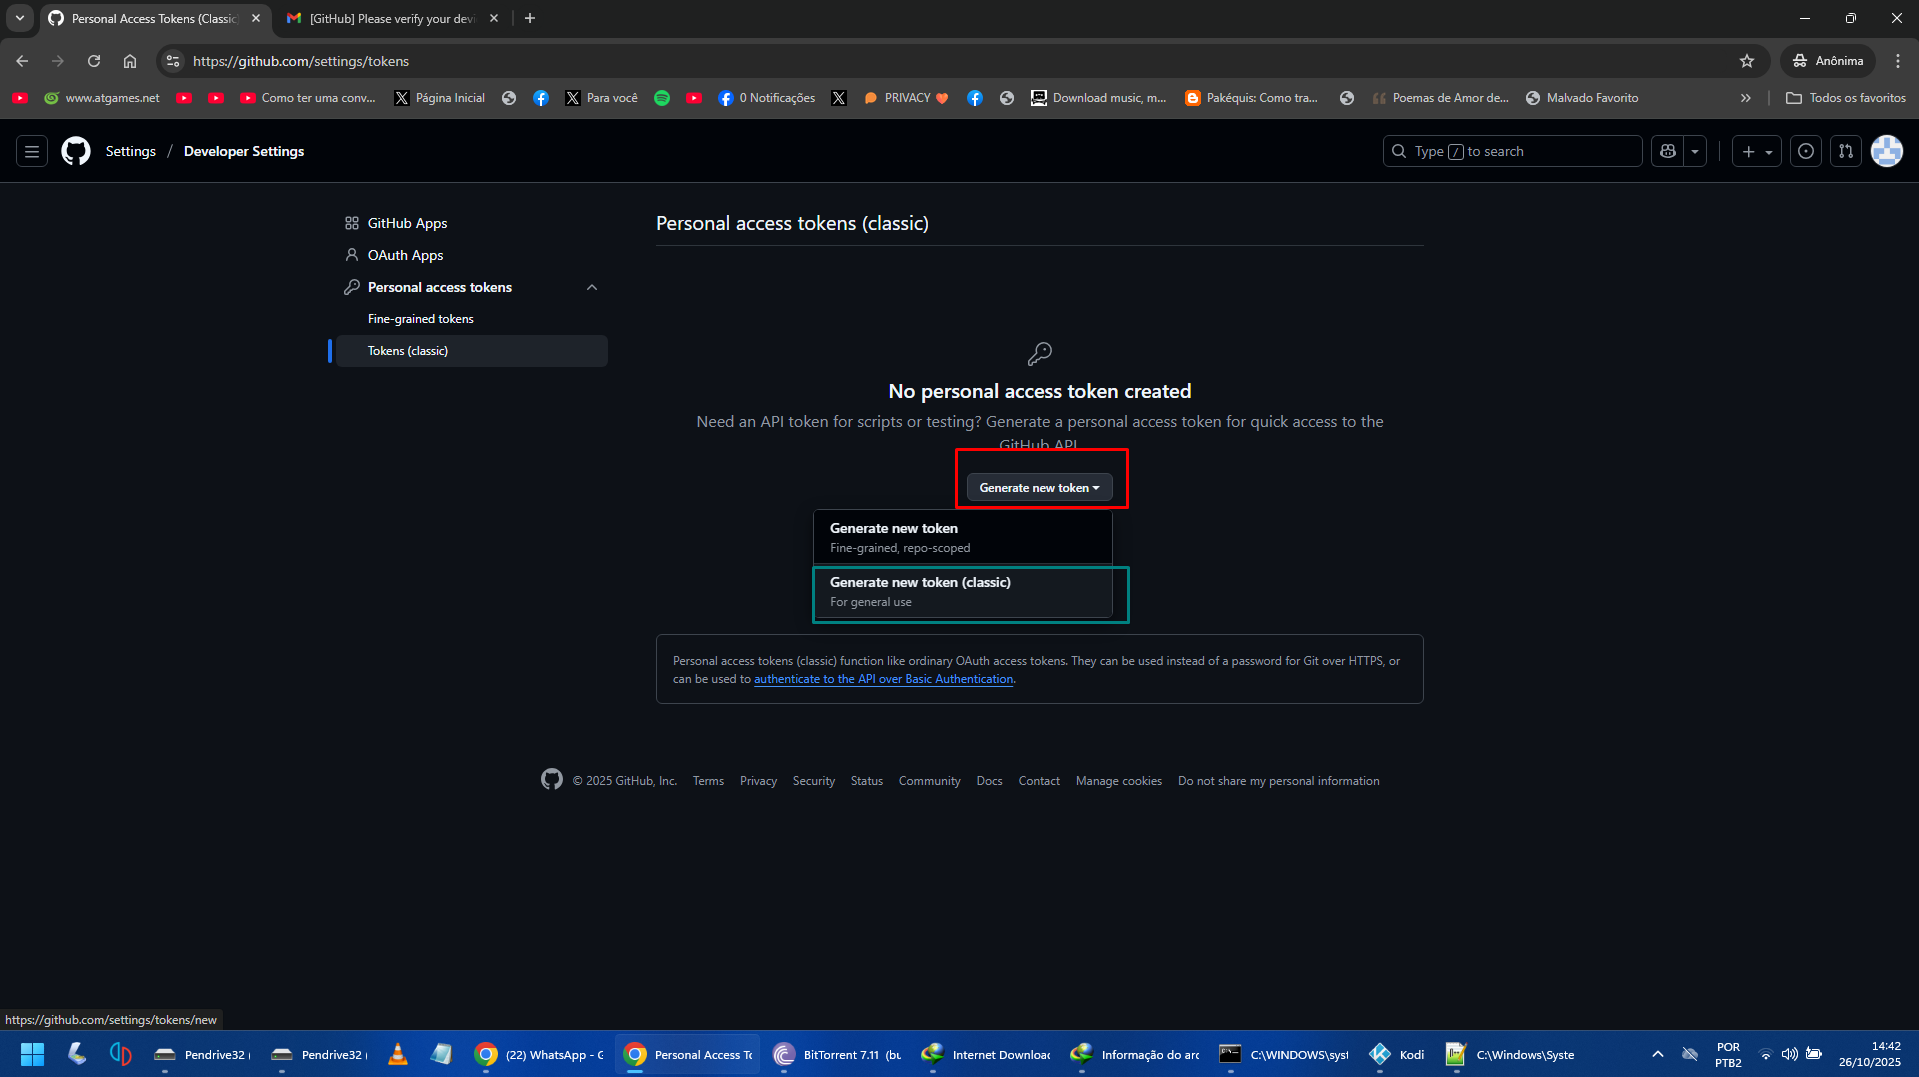 Personal Access Tokens (Classic
[GitHub] Please verify your devi
https://github.com/settings/tokens
Anônima
www.atgames.net
Como ter uma conv...
Página Inicial
Para você
0 Notificações
PRIVACY
Download music, m...
Pakéquis: Como tra...
Poemas de Amor de...
Malvado Favorito
Todos os favoritos
Settings / Developer Settings
Type / to search
GitHub Apps
OAuth Apps
Personal access tokens
Fine-grained tokens
Tokens (classic)
Personal access tokens (classic)
No personal access token created
Need an API token for scripts or testing? Generate a personal access token for quick access to the
GitHub API
Generate new token
Generate new token
Fine-grained, repo-scoped
Generate new token (classic)
For general use
Personal access tokens (classic) function like ordinary OAuth access tokens. They can be used instead of a password for Git over HTTPS, or
can be used to authenticate to the API over Basic Authentication.
© 2025 GitHub, Inc.
Terms
Privacy
Security
Status
Community
Docs
Contact
Manage cookies
Do not share my personal information
https://github.com/settings/tokens/new
Pendrive32 (
Pendrive32 (
(22) WhatsApp - G
Personal Access To
BitTorrent 7.11 (bu
Internet Download
Informação do arq
C:\WINDOWS\syst
Kodi
C:\Windows\Syste
POR
PTB2
14:42
26/10/2025